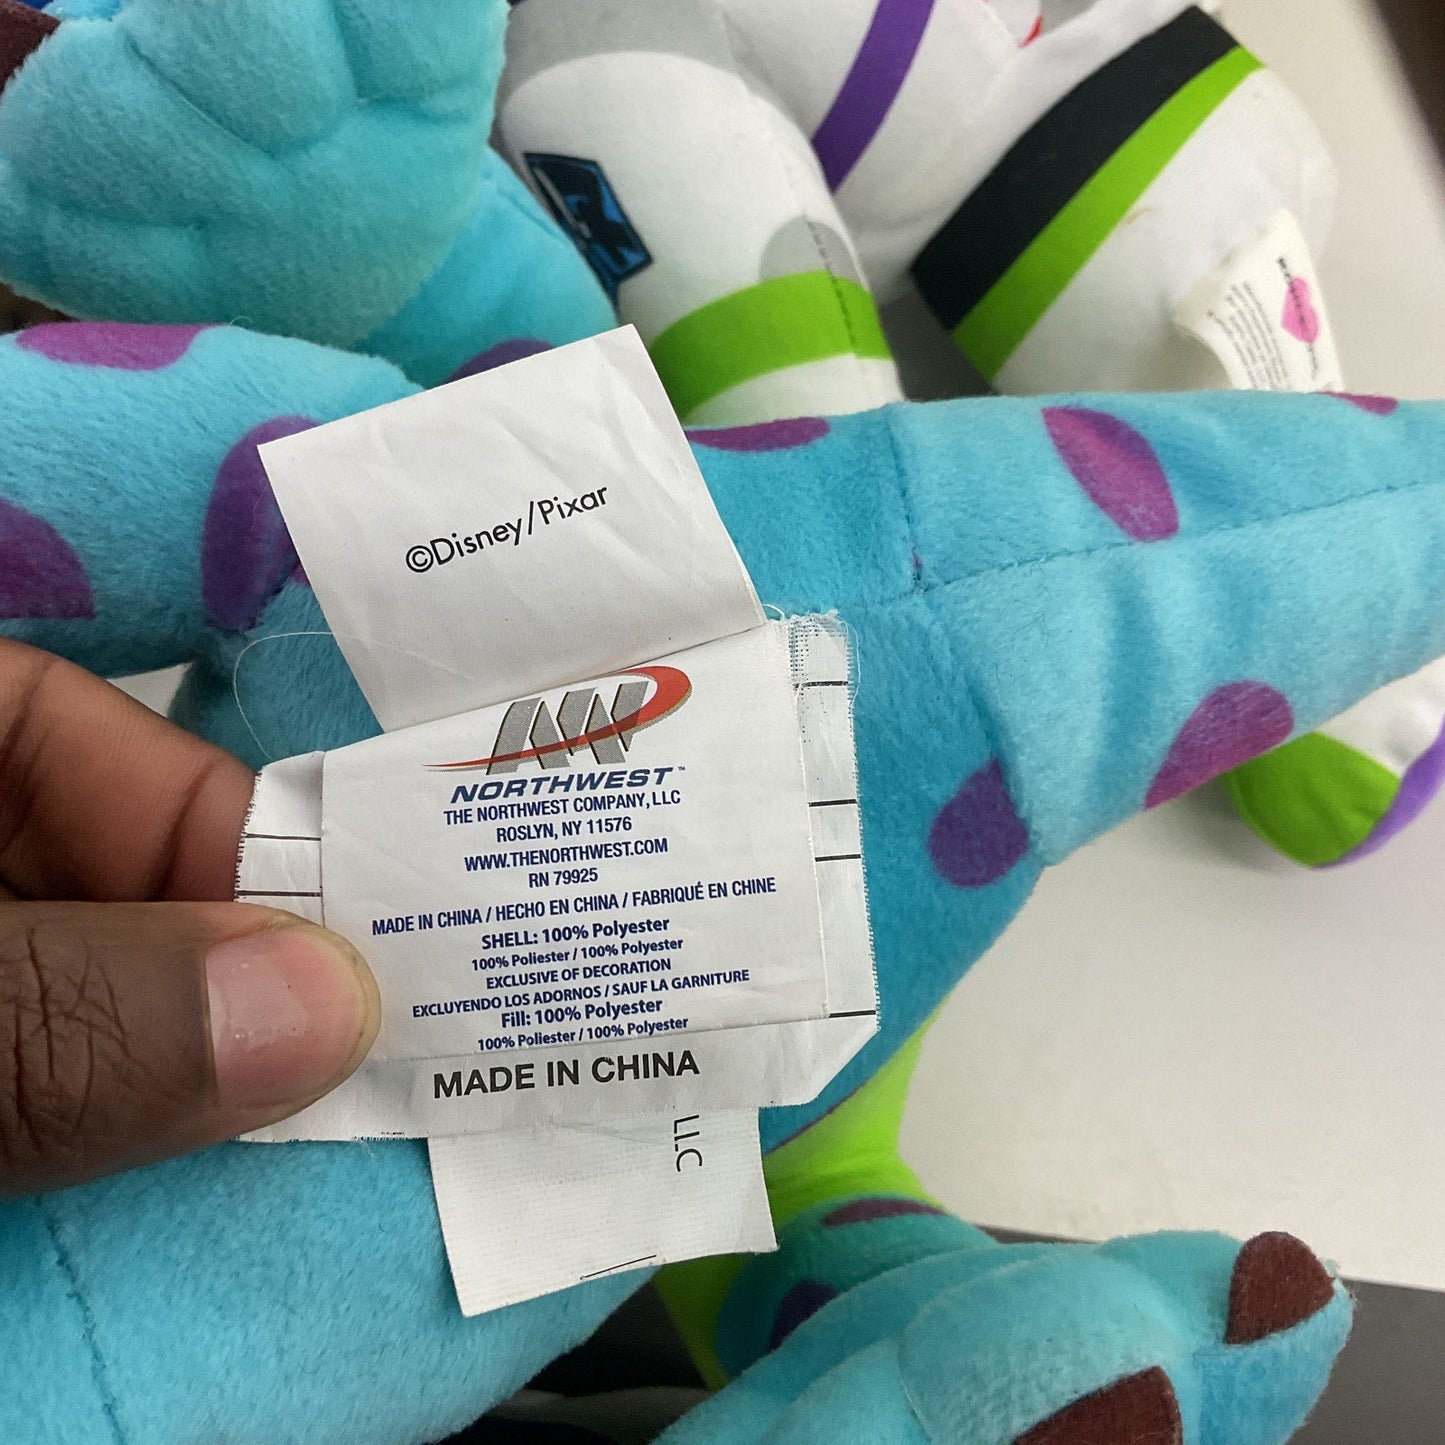 ©Disney/Pixar
NORTHWEST™
THE NORTHWEST COMPANY, LLC
ROSLYN, NY 11576
WWW.THENORTHWEST.COM
RN 79925
MADE IN CHINA / HECHO EN CHINA / FABRIQUÉ EN CHINE
SHELL: 100% Polyester
100% Poliester / 100% Polyester
EXCLUSIVE OF DECORATION
EXCLUYENDO LOS ADORNOS / SAUF LA GARNITURE
Fill: 100% Polyester
100% Poliester / 100% Polyester
MADE IN CHINA
LLC